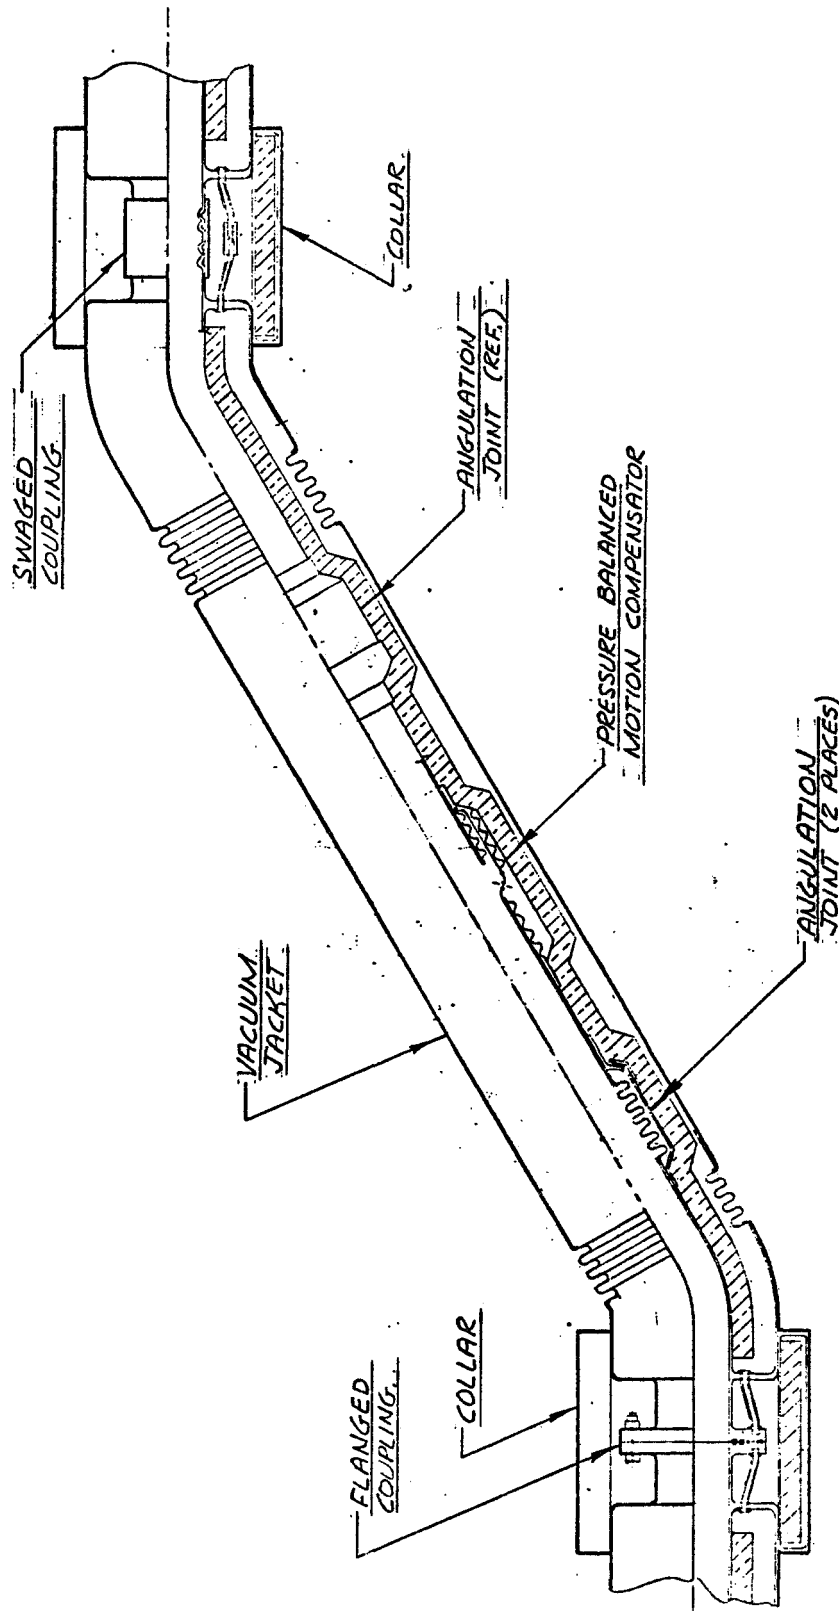 SWAGED
COUPLING
COLLAR.
ANGULATION
JOINT (REF.)
PRESSURE BALANCED
MOTION COMPENSATOR
VACUUM
JACKET
ANGULATION
JOINT (2 PLACES)
COLLAR
FLANGED
COUPLING